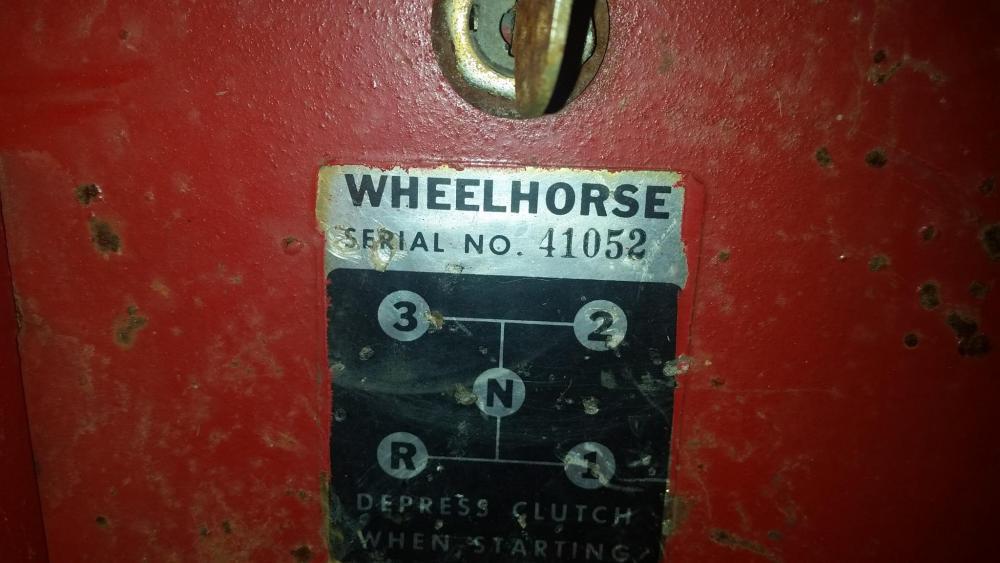 WHEELHORSE
SERIAL NO. 41052
3 2
N
R 1
DEPRESS CLUTCH
WHEN STARTING